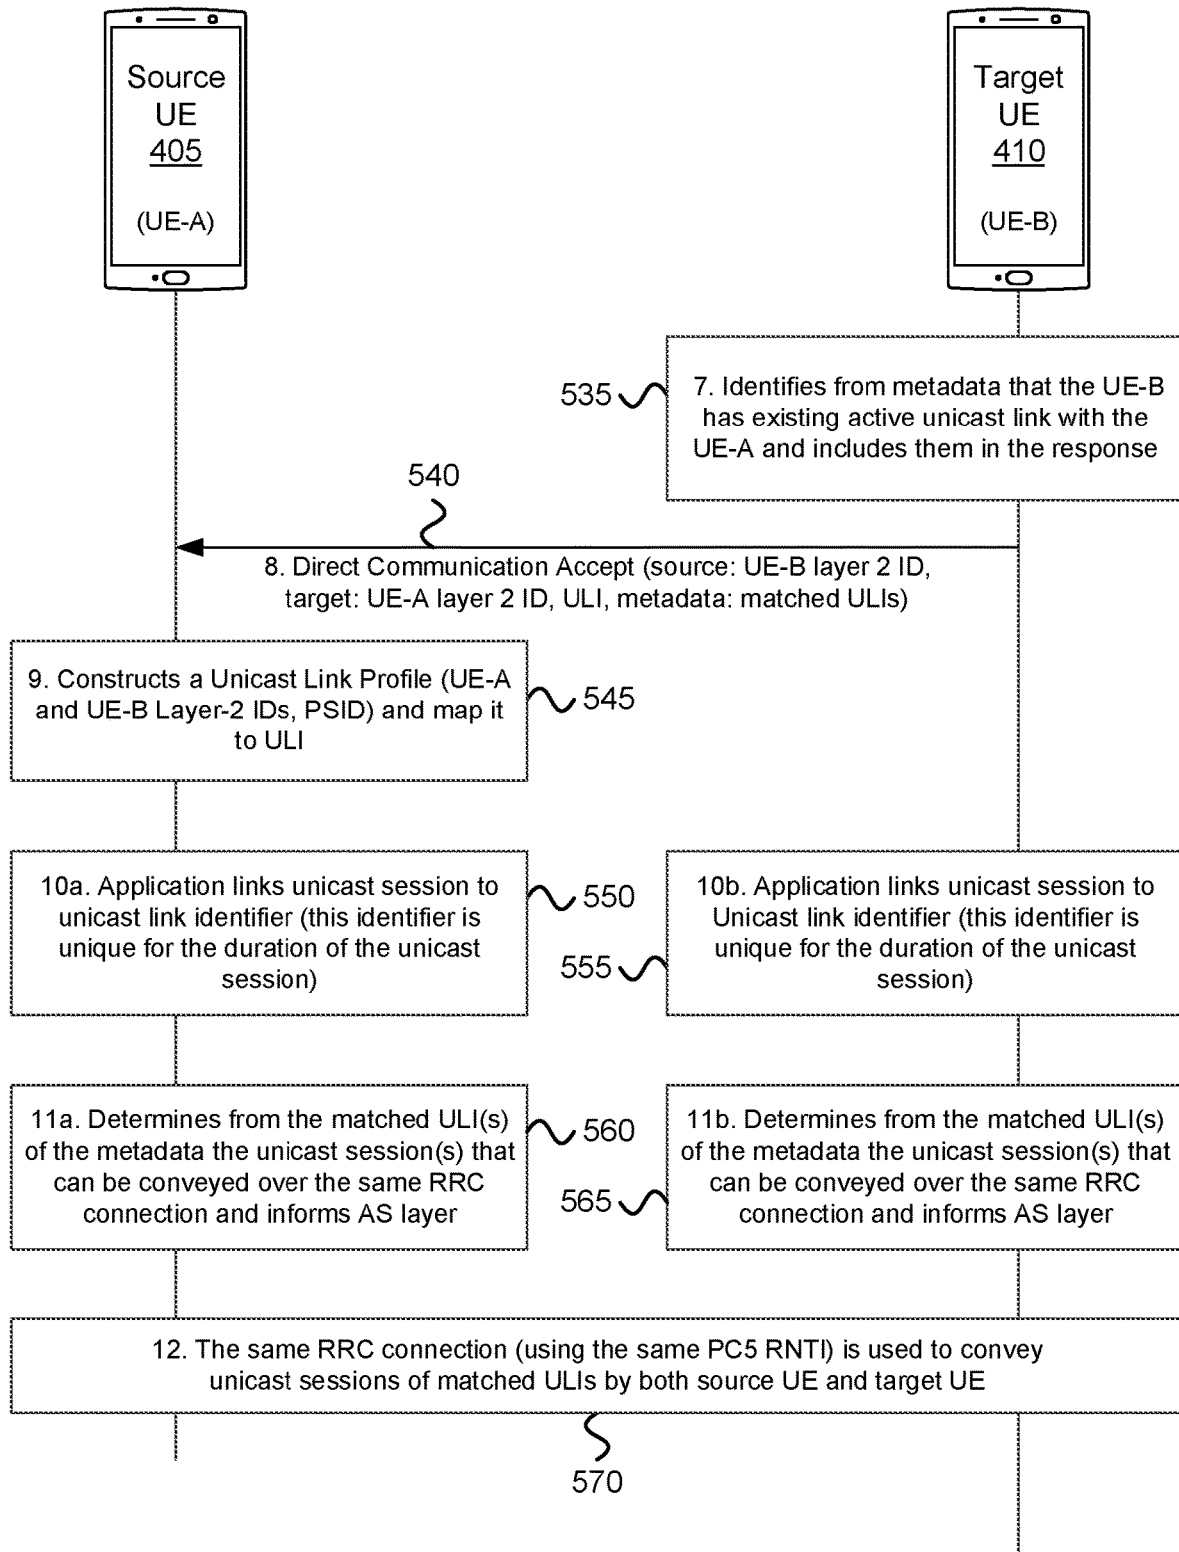 Source
UE
405
(UE-A)
Target
UE
410
(UE-B)
535
7. Identifies from metadata that the UE-B
has existing active unicast link with the
UE-A and includes them in the response
540
8. Direct Communication Accept (source: UE-B layer 2 ID,
target: UE-A layer 2 ID, ULI, metadata: matched ULIs)
9. Constructs a Unicast Link Profile (UE-A
and UE-B Layer-2 IDs, PSID) and map it
to ULI
545
10a. Application links unicast session to
unicast link identifier (this identifier is
unique for the duration of the unicast
session)
550
555
10b. Application links unicast session to
Unicast link identifier (this identifier is
unique for the duration of the unicast
session)
11a. Determines from the matched ULI(s)
of the metadata the unicast session(s) that
can be conveyed over the same RRC
connection and informs AS layer
560
565
11b. Determines from the matched ULI(s)
of the metadata the unicast session(s) that
can be conveyed over the same RRC
connection and informs AS layer
12. The same RRC connection (using the same PC5 RNTI) is used to convey
unicast sessions of matched ULIs by both source UE and target UE
570